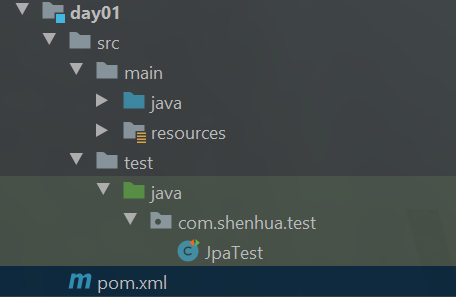 day01
src
main
java
resources
test
java
com.shenhua.test
JpaTest
pom.xml